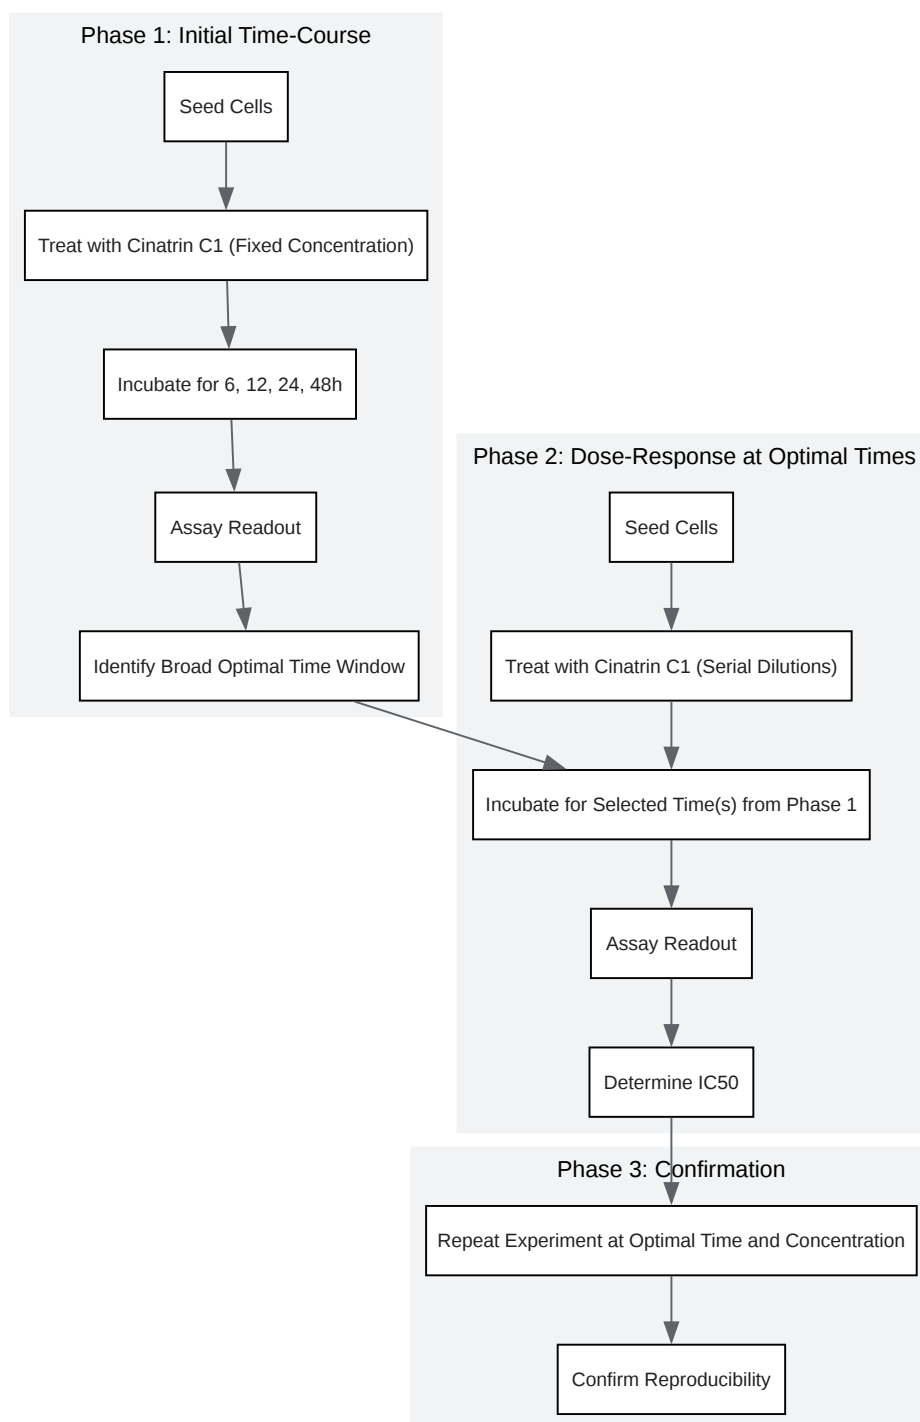 Phase 1: Initial Time-Course
Seed Cells
Treat with Cinatrin C1 (Fixed Concentration)
Incubate for 6, 12, 24, 48h
Assay Readout
Identify Broad Optimal Time Window
Phase 2: Dose-Response at Optimal Times
Seed Cells
Treat with Cinatrin C1 (Serial Dilutions)
Incubate for Selected Time(s) from Phase 1
Assay Readout
Determine IC50
Phase 3: Confirmation
Repeat Experiment at Optimal Time and Concentration
Confirm Reproducibility